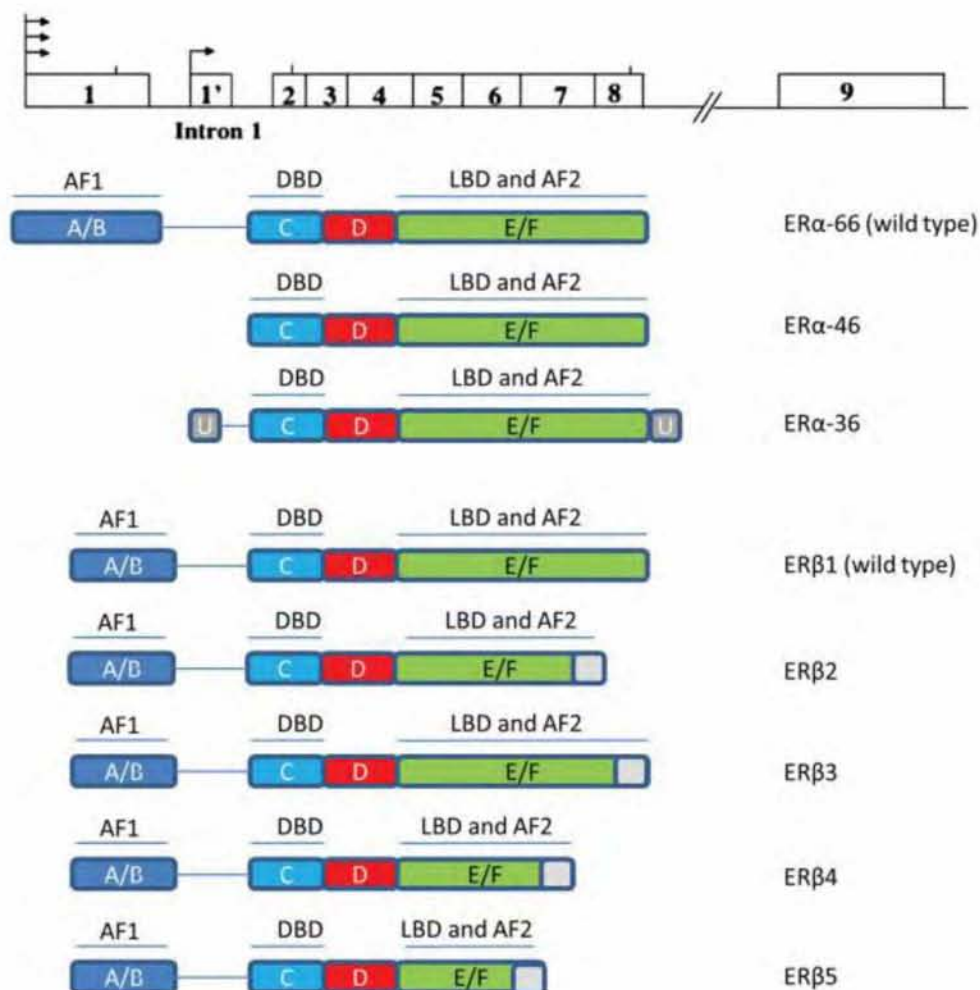 1 1' 2 3 4 5 6 7 8 9
Intron 1
AF1 DBD LBD and AF2
A/B C D E/F ERα-66 (wild type)
DBD LBD and AF2
C D E/F ERα-46
DBD LBD and AF2
U C D E/F U ERα-36
AF1 DBD LBD and AF2
A/B C D E/F ERβ1 (wild type)
AF1 DBD LBD and AF2
A/B C D E/F ERβ2
AF1 DBD LBD and AF2
A/B C D E/F ERβ3
AF1 DBD LBD and AF2
A/B C D E/F ERβ4
AF1 DBD LBD and AF2
A/B C D E/F ERβ5